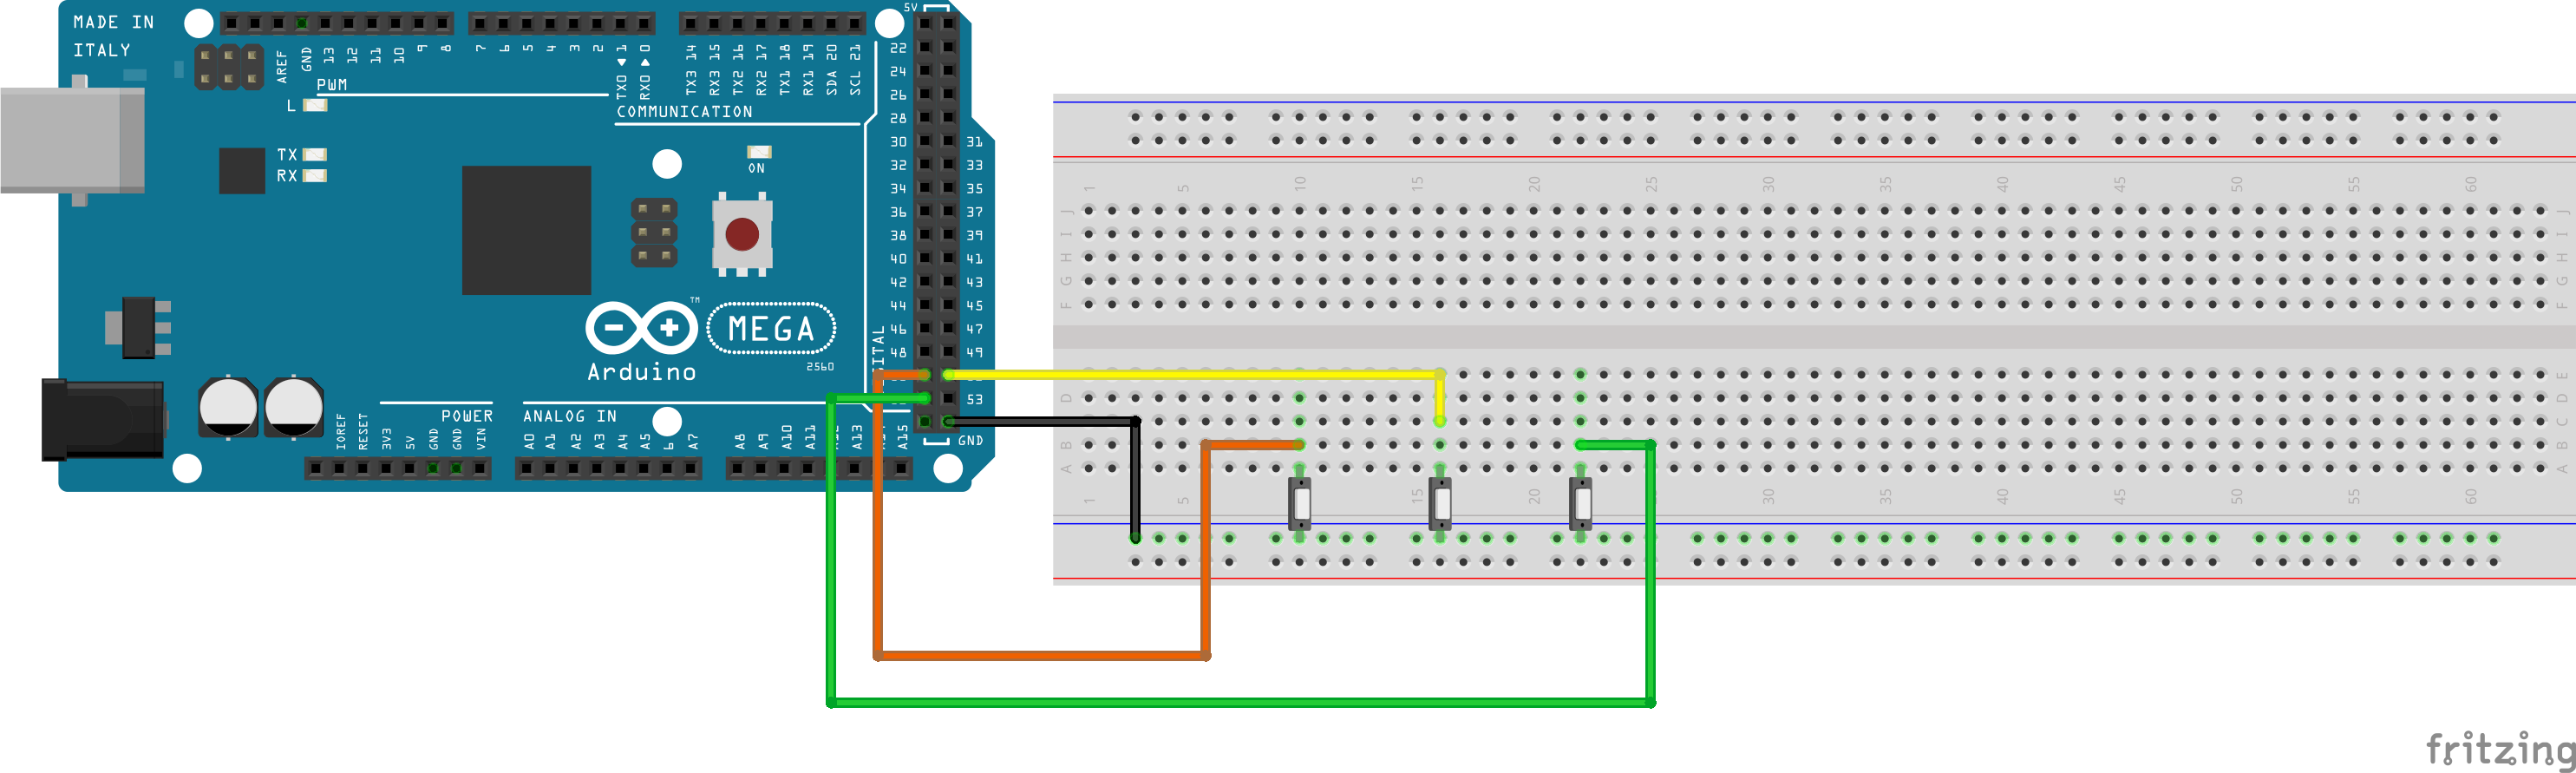 MADE IN
ITALY
AREF
GND
13
12
11
10
9
8
7
6
5
4
3
2
TX0 1
RX0 0
TX3 14
RX3 15
TX2 16
RX2 17
TX1 18
RX1 19
SDA 20
SCL 21
5V
PWM
L
COMMUNICATION
TX
RX
ON
22
24
26
28
30 31
32 33
34 35
36 37
38 39
40 41
42 43
44 45
46 47
48 49
53
GND
TM
MEGA
Arduino
2560
POWER
ANALOG IN
IOREF
RESET
3V3
5V
GND
GND
VIN
A0
A1
A2
A3
A4
A5
A7
A8
A9
A10
A11
A13
A15
1 5 10 15 20 25 30 35 40 45 50 55 60
J J
I I
H H
G G
F F
E
D D
C C
B B
A A
1 5 15 20 30 35 40 45 50 55 60
fritzing